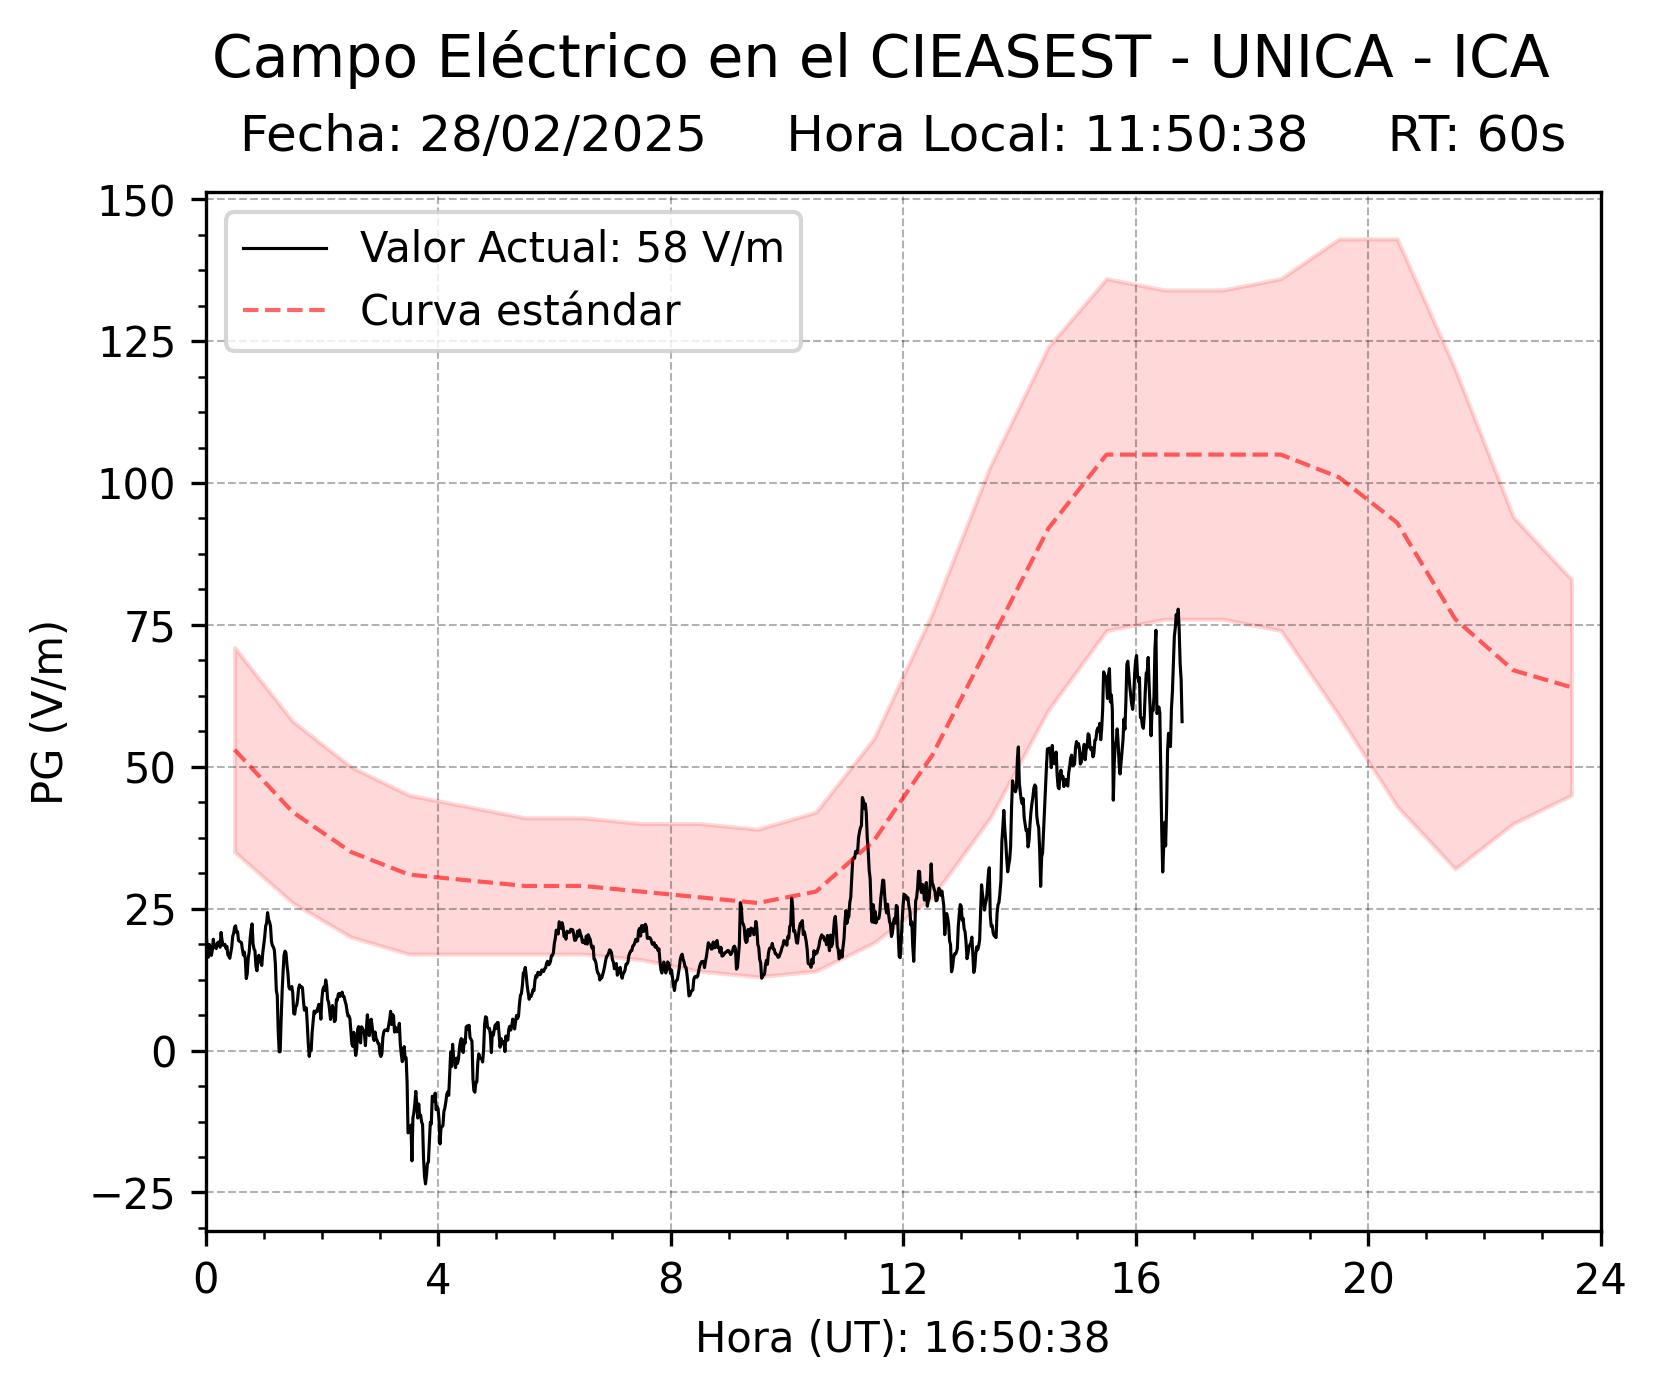 Campo Eléctrico en el CIEASEST - UNICA - ICA
Fecha: 28/02/2025 Hora Local: 11:50:38 RT: 60s
Valor Actual: 58 V/m
Curva estándar
PG (V/m)
150
125
100
75
50
25
0
−25
0 4 8 12 16 20 24
Hora (UT): 16:50:38